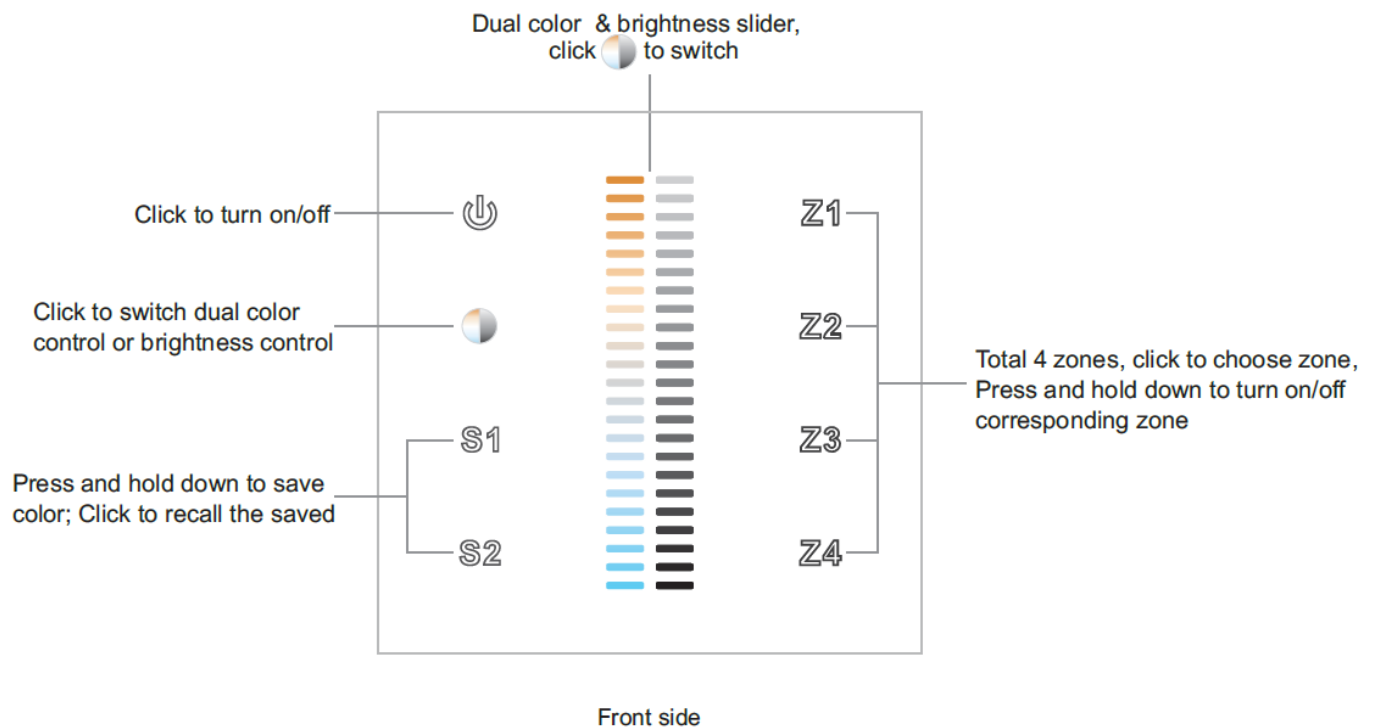 Dual color & brightness slider,
click to switch
Click to turn on/off
Z1
Click to switch dual color
control or brightness control
Z2
Total 4 zones, click to choose zone,
Press and hold down to turn on/off
corresponding zone
S1
Z3
Press and hold down to save
color; Click to recall the saved
S2
Z4
Front side